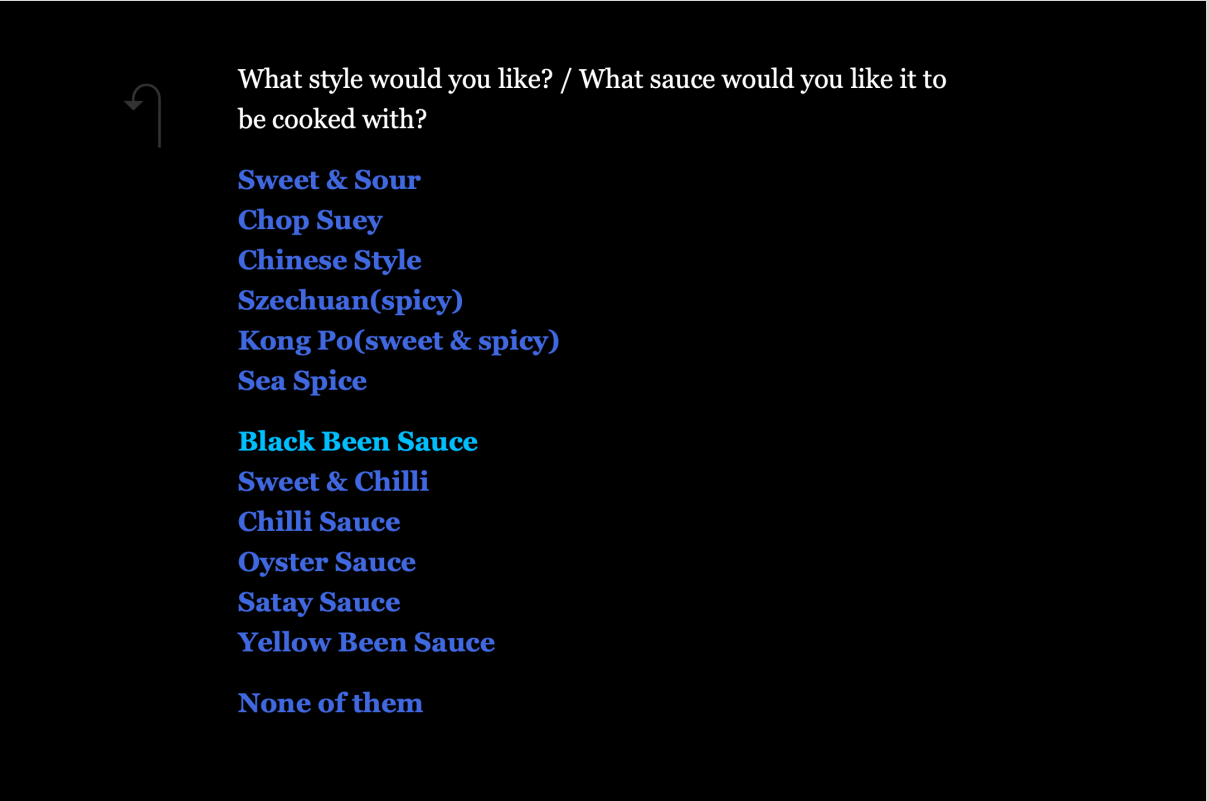 What style would you like? / What sauce would you like it to
be cooked with?
Sweet & Sour
Chop Suey
Chinese Style
Szechuan(spicy)
Kong Po(sweet & spicy)
Sea Spice
Black Been Sauce
Sweet & Chilli
Chilli Sauce
Oyster Sauce
Satay Sauce
Yellow Been Sauce
None of them